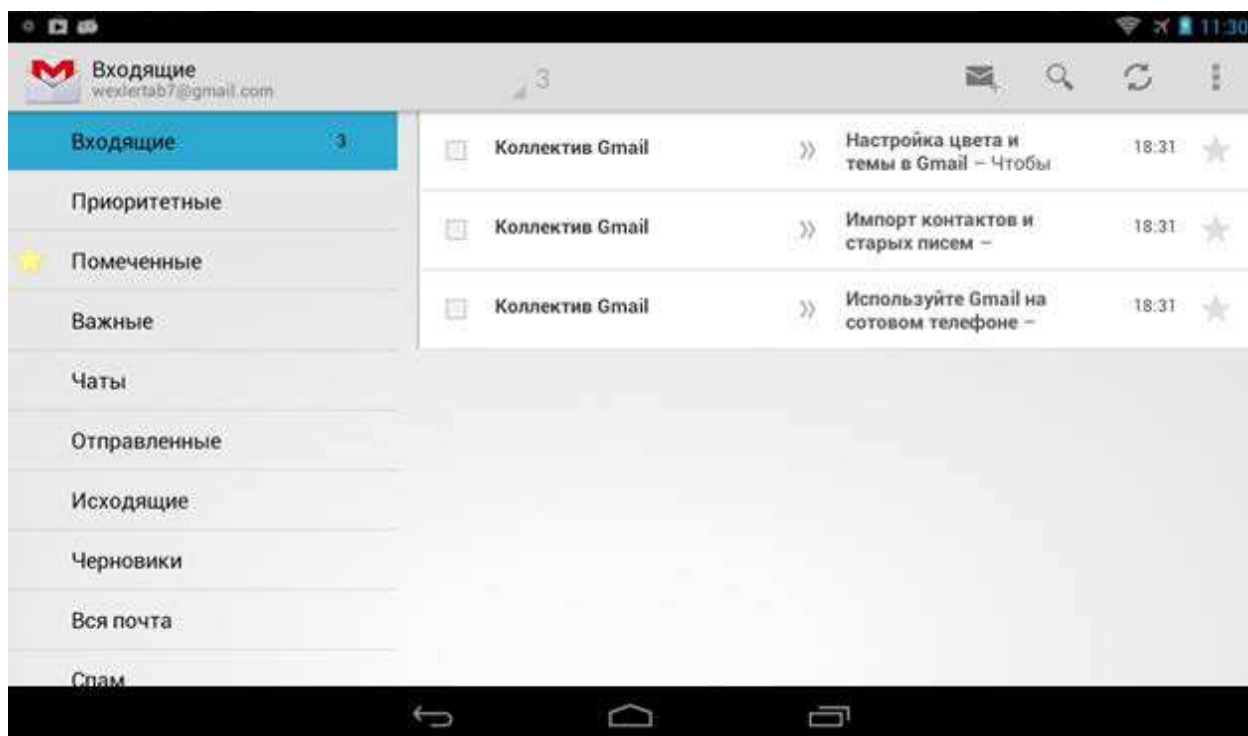 11:30
Входящие
wexlertab7@gmail.com
3
Входящие 3
Приоритетные
Помеченные
Важные
Чаты
Отправленные
Исходящие
Черновики
Вся почта
Спам
Коллектив Gmail
Настройка цвета и
темы в Gmail – Чтобы
18:31
Коллектив Gmail
Импорт контактов и
старых писем –
18:31
Коллектив Gmail
Используйте Gmail на
сотовом телефоне –
18:31